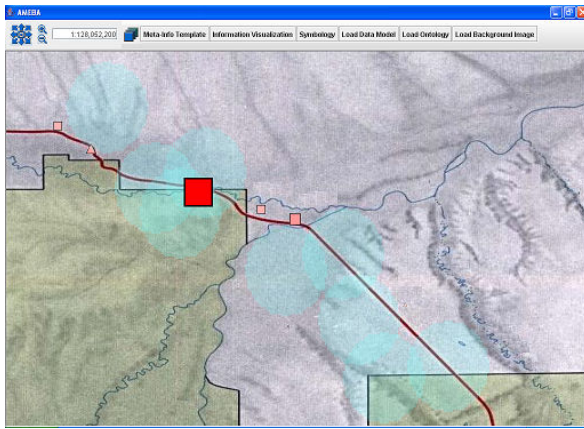 AMEBA
1:128,052,200 Meta-Info Template Information Visualization Symbology Load Data Model Load Ontology Load Background Image